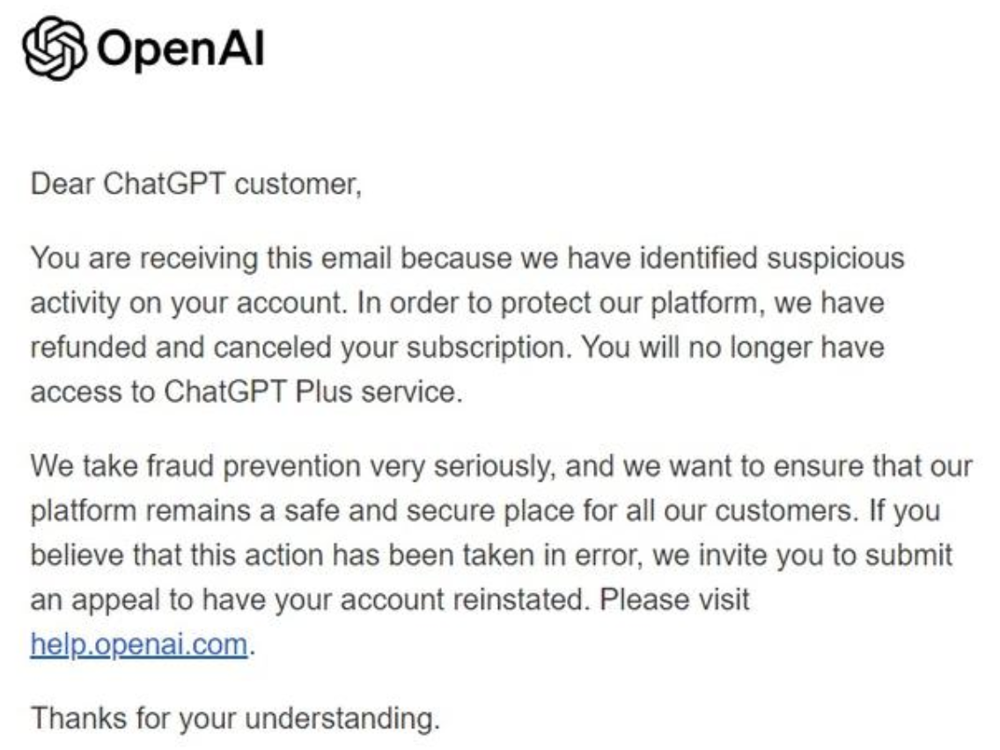 OpenAI
Dear ChatGPT customer,
You are receiving this email because we have identified suspicious
activity on your account. In order to protect our platform, we have
refunded and canceled your subscription. You will no longer have
access to ChatGPT Plus service.
We take fraud prevention very seriously, and we want to ensure that our
platform remains a safe and secure place for all our customers. If you
believe that this action has been taken in error, we invite you to submit
an appeal to have your account reinstated. Please visit
help.openai.com.
Thanks for your understanding.